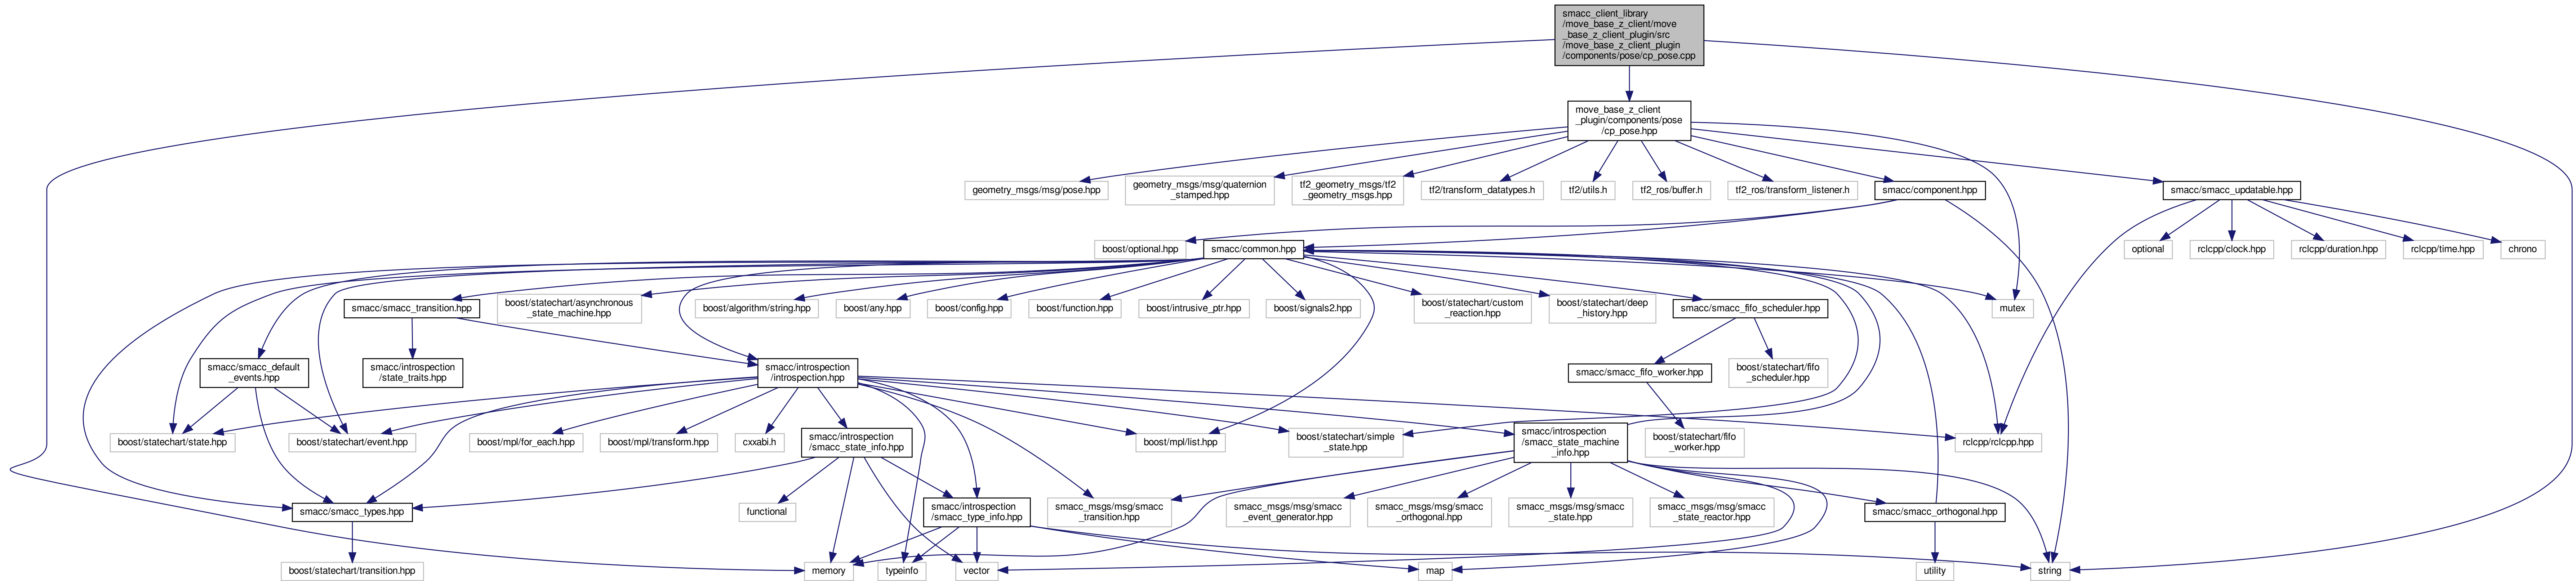 smacc_client_library
/move_base_z_client/move
_base_z_client_plugin/src
/move_base_z_client_plugin
/components/pose/cp_pose.cpp
move_base_z_client
_plugin/components/pose
/cp_pose.hpp
geometry_msgs/msg/pose.hpp
geometry_msgs/msg/quaternion
_stamped.hpp
tf2_geometry_msgs/tf2
_geometry_msgs.hpp
tf2/transform_datatypes.h
tf2/utils.h
tf2_ros/buffer.h
tf2_ros/transform_listener.h
smacc/component.hpp
smacc/smacc_updatable.hpp
boost/optional.hpp
smacc/common.hpp
optional
rclcpp/clock.hpp
rclcpp/duration.hpp
rclcpp/time.hpp
chrono
smacc/smacc_transition.hpp
boost/statechart/asynchronous
_state_machine.hpp
boost/algorithm/string.hpp
boost/any.hpp
boost/config.hpp
boost/function.hpp
boost/intrusive_ptr.hpp
boost/signals2.hpp
boost/statechart/custom
_reaction.hpp
boost/statechart/deep
_history.hpp
smacc/smacc_fifo_scheduler.hpp
mutex
smacc/smacc_default
_events.hpp
smacc/introspection
/state_traits.hpp
smacc/introspection
/introspection.hpp
smacc/smacc_fifo_worker.hpp
boost/statechart/fifo
_scheduler.hpp
boost/statechart/state.hpp
boost/statechart/event.hpp
boost/mpl/for_each.hpp
boost/mpl/transform.hpp
cxxabi.h
smacc/introspection
/smacc_state_info.hpp
boost/mpl/list.hpp
boost/statechart/simple
_state.hpp
smacc/introspection
/smacc_state_machine
_info.hpp
boost/statechart/fifo
_worker.hpp
rclcpp/rclcpp.hpp
smacc/smacc_types.hpp
functional
smacc/introspection
/smacc_type_info.hpp
smacc_msgs/msg/smacc
_transition.hpp
smacc_msgs/msg/smacc
_event_generator.hpp
smacc_msgs/msg/smacc
_orthogonal.hpp
smacc_msgs/msg/smacc
_state.hpp
smacc_msgs/msg/smacc
_state_reactor.hpp
smacc/smacc_orthogonal.hpp
boost/statechart/transition.hpp
memory
typeinfo
vector
map
utility
string